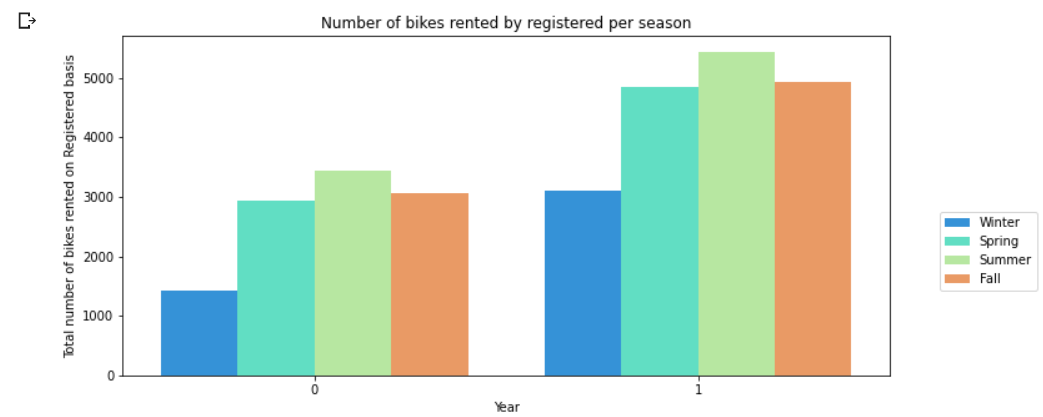 Number of bikes rented by registered per season
Total number of bikes rented on Registered basis
5000
4000
3000
2000
1000
0
0
1
Year
Winter
Spring
Summer
Fall